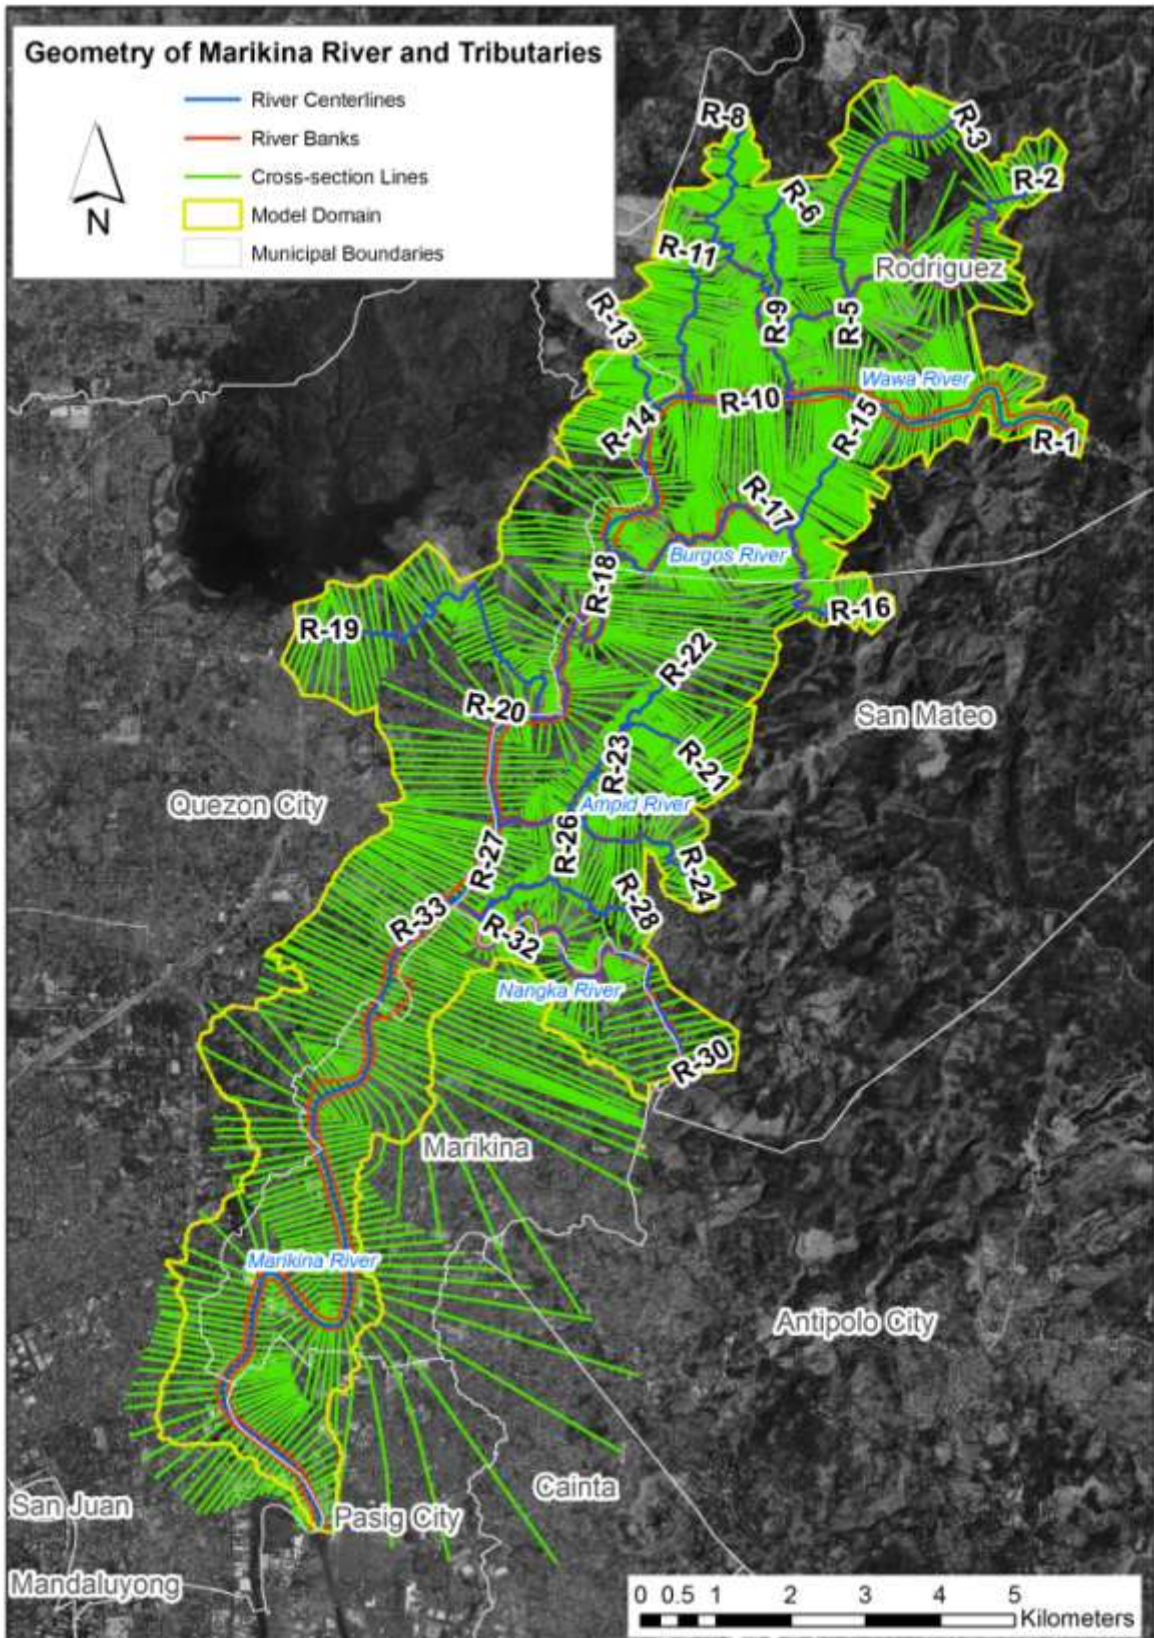 Geometry of Marikina River and Tributaries
River Centerlines
River Banks
Cross-section Lines
Model Domain
Municipal Boundaries
N
R-8
R-3
R-2
R-6
R-11
Rodriguez
R-13
R-9
R-5
Wawa River
R-10
R-15
R-14
R-1
R-17
Burgos River
R-18
R-16
R-19
R-22
R-20
San Mateo
R-23
R-21
Quezon City
Ampid River
R-26
R-27
R-24
R-28
R-33
R-32
Nangka River
R-30
Marikina
Marikina River
Antipolo City
Cainta
San Juan
Pasig City
Mandaluyong
0 0.5 1 2 3 4 5
Kilometers